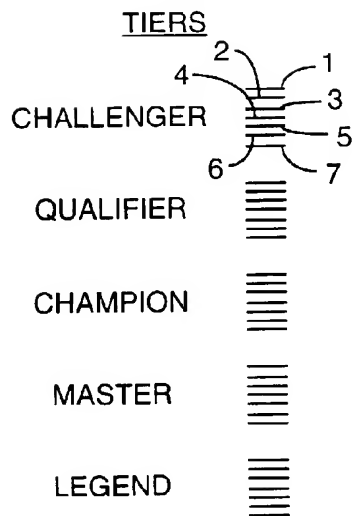 TIERS
1
2
3
4
CHALLENGER
5
6
7
QUALIFIER
CHAMPION
MASTER
LEGEND